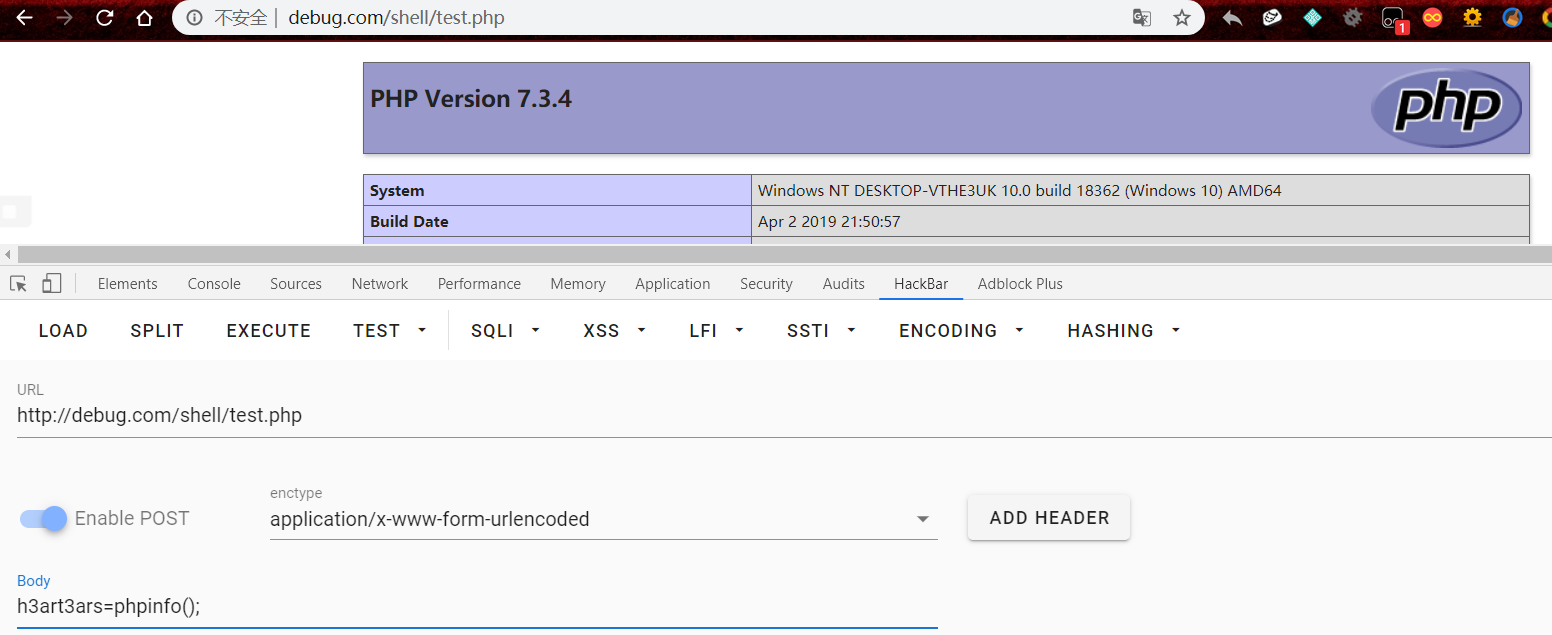 不安全 | debug.com/shell/test.php
1
PHP Version 7.3.4
php
System Windows NT DESKTOP-VTHE3UK 10.0 build 18362 (Windows 10) AMD64
Build Date Apr 2 2019 21:50:57
Elements Console Sources Network Performance Memory Application Security Audits HackBar Adblock Plus
LOAD SPLIT EXECUTE TEST SQLI XSS LFI SSTI ENCODING HASHING
URL
http://debug.com/shell/test.php
enctype
Enable POST application/x-www-form-urlencoded ADD HEADER
Body
h3art3ars=phpinfo();